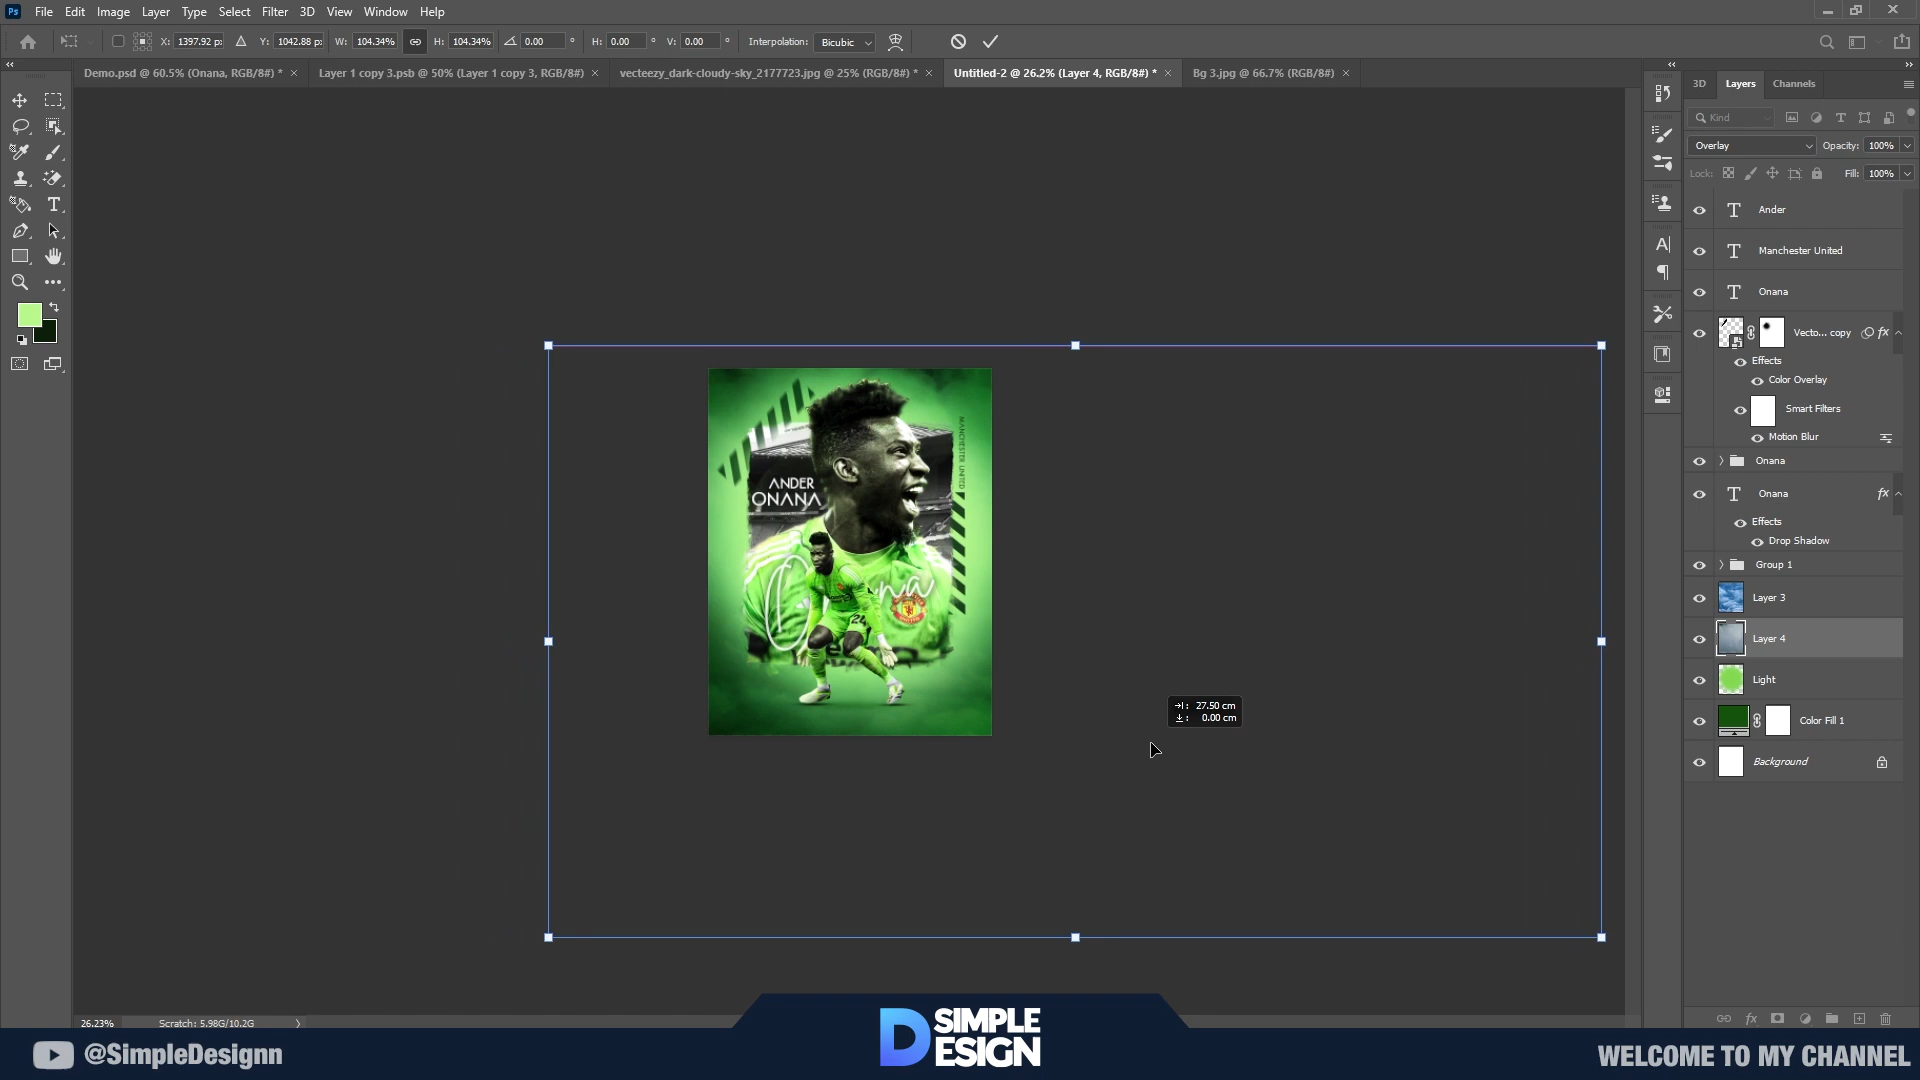 Ps File Edit Image Layer Type Select Filter 3D View Window Help
X: 1397.92 p: Y: 1042.88 p: W: 104.34% H: 104.34% 0.00 ° H: 0.00 ° V: 0.00 ° Interpolation: Bicubic
Demo.psd @ 60.5% (Onana, RGB/8#) * × Layer 1 copy 3.psb @ 50% (Layer 1 copy 3, RGB/8#) × vecteezy_dark-cloudy-sky_2177723.jpg @ 25% (RGB/8#) * × Untitled-2 @ 26.2% (Layer 4, RGB/8#) * × Bg 3.jpg @ 66.7% (RGB/8#) ×
3D Layers Channels
Kind
Overlay Opacity: 100%
Lock: Fill: 100%
Ander
Manchester United
Onana
Vecto... copy fx
Effects
Color Overlay
Smart Filters
Motion Blur
Onana
Onana fx
Effects
Drop Shadow
Group 1
Layer 3
Layer 4
Light
Color Fill 1
Background
MANCHESTER UNITED
ANDER
ONANA
24
27.50 cm
0.00 cm
26.23% Scratch: 5.98G/10.2G
@SimpleDesignn
SIMPLE
DESIGN
WELCOME TO MY CHANNEL